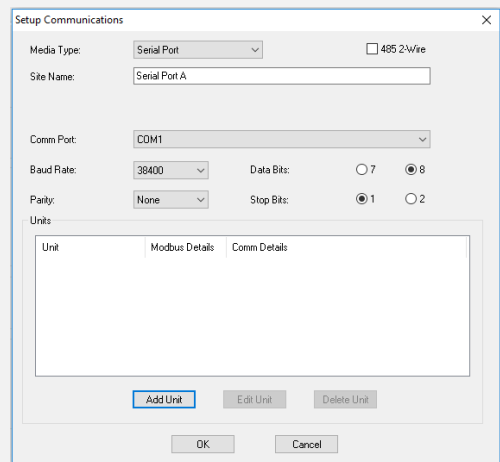 Setup Communications
Media Type: Serial Port 485 2-Wire
Site Name: Serial Port A
Comm Port: COM1
Baud Rate: 38400 Data Bits: 7 8
Parity: None Stop Bits: 1 2
Units
Unit Modbus Details Comm Details
Add Unit Edit Unit Delete Unit
OK Cancel